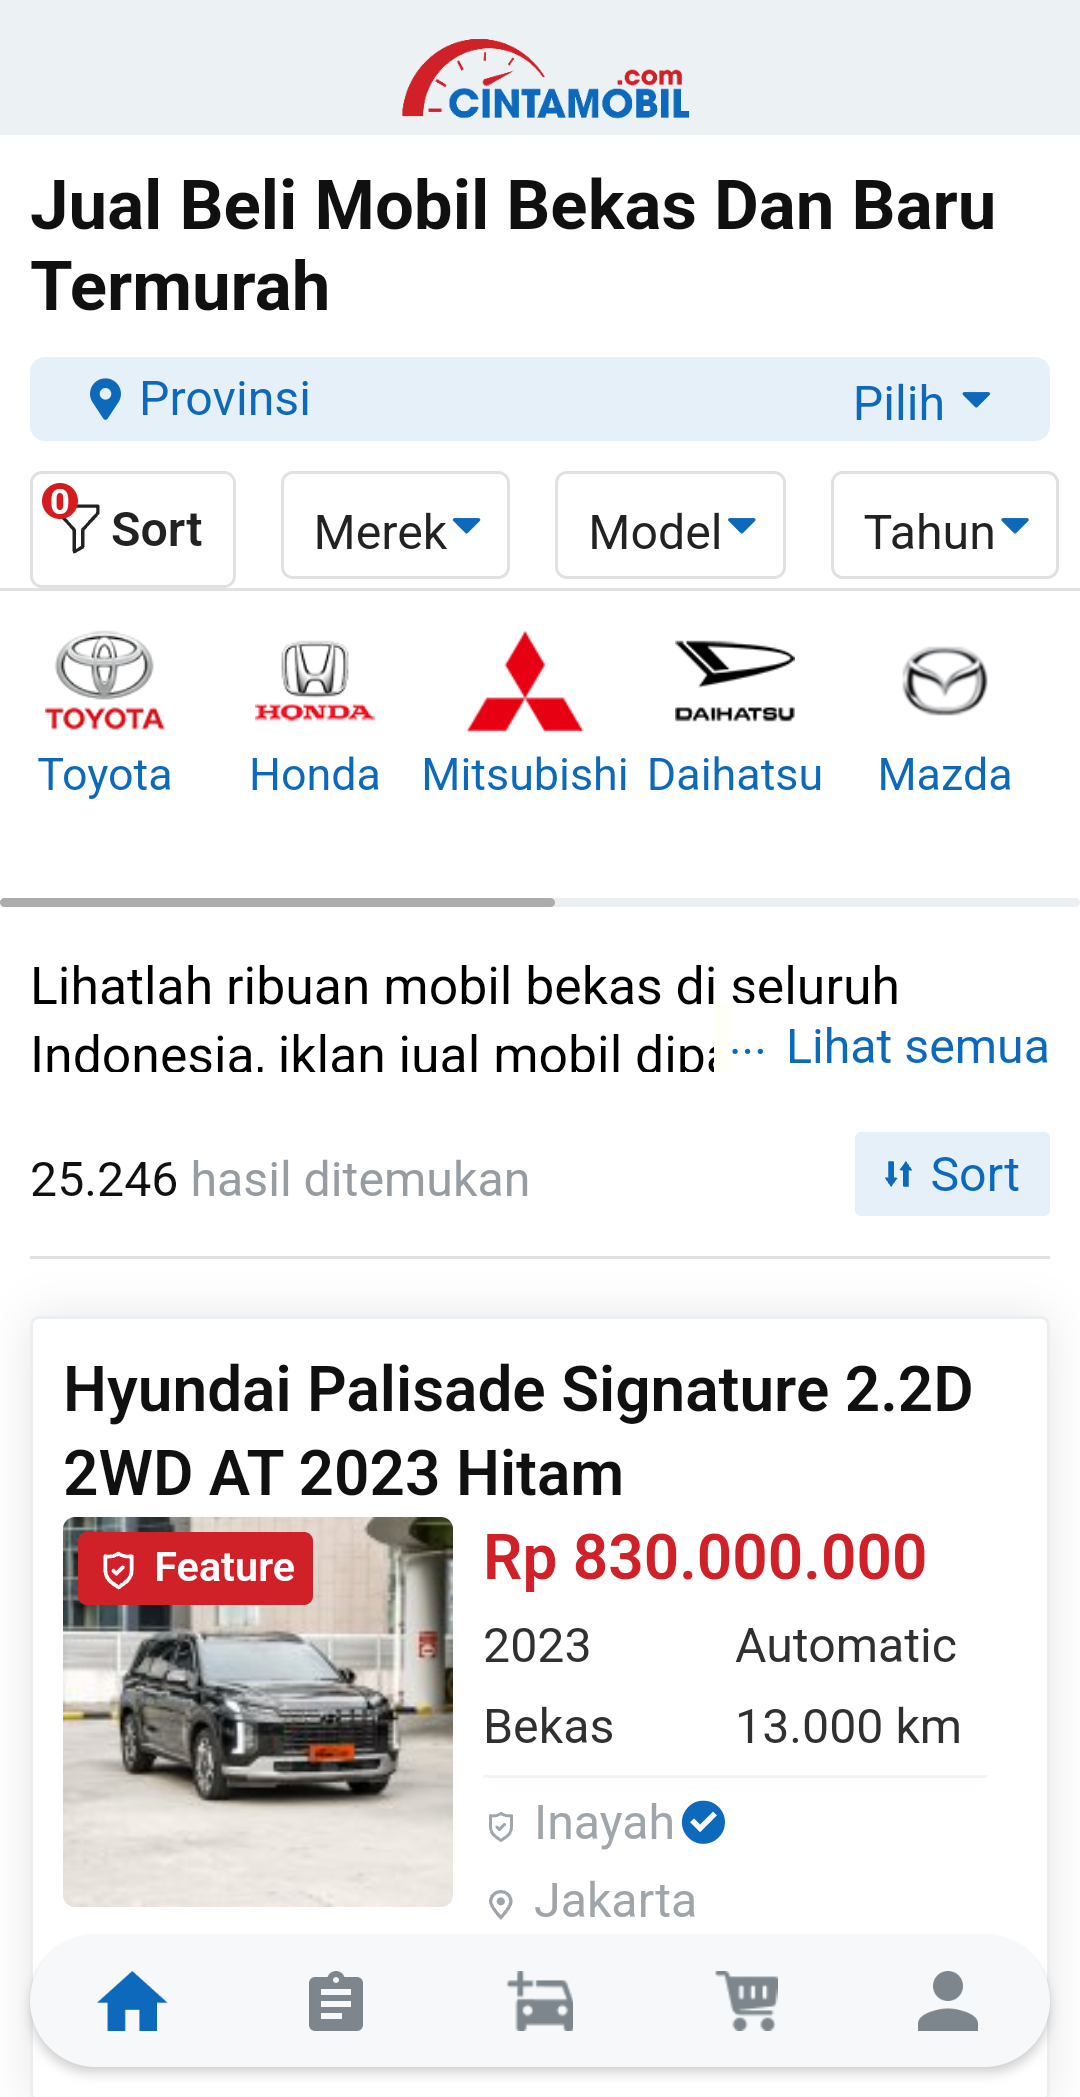 .com
CINTAMOBIL
Jual Beli Mobil Bekas Dan Baru
Termurah
Provinsi
Pilih
0
Sort
Merek
Model
Tahun
TOYOTA
HONDA
DAIHATSU
Toyota
Honda
Mitsubishi
Daihatsu
Mazda
Lihatlah ribuan mobil bekas di seluruh
Indonesia, iklan jual mobil dipa... Lihat semua
25.246 hasil ditemukan
Sort
Hyundai Palisade Signature 2.2D
2WD AT 2023 Hitam
Feature
Rp 830.000.000
2023
Automatic
Bekas
13.000 km
Inayah
Jakarta